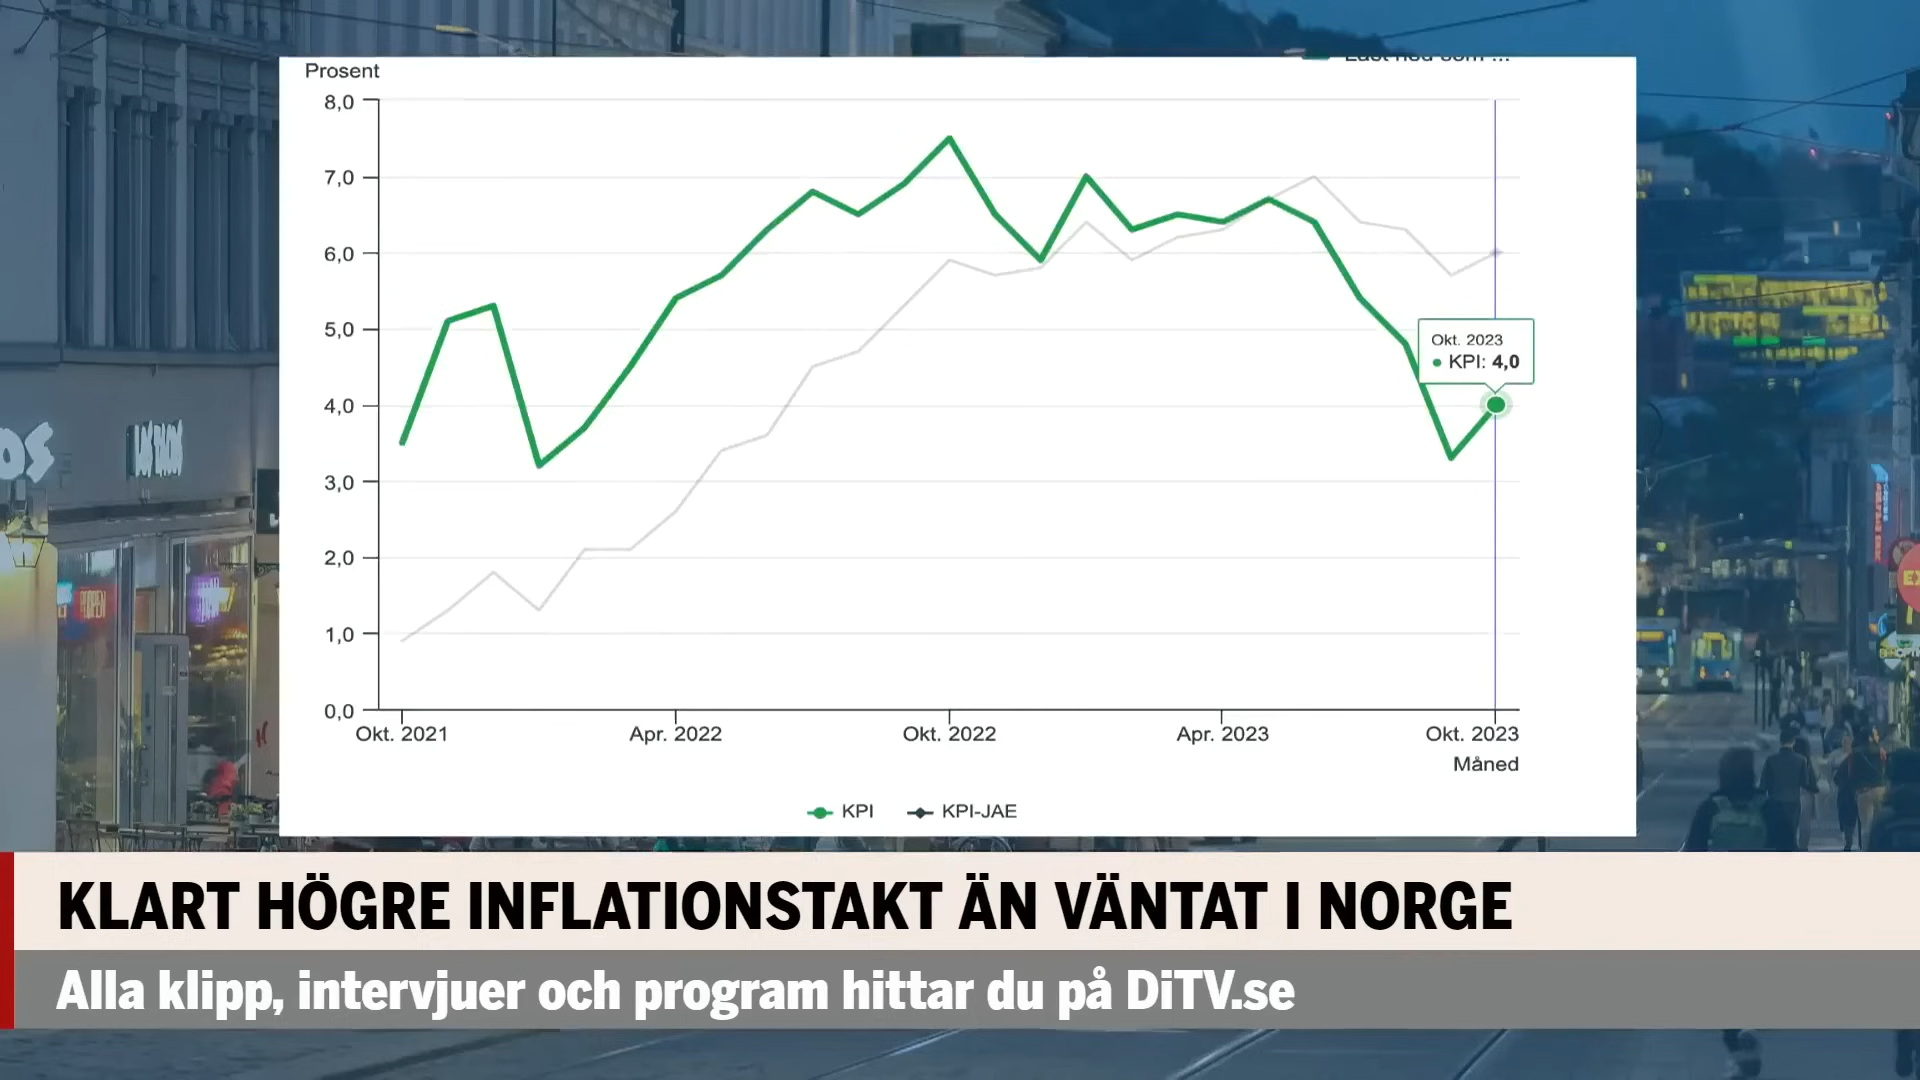 Prosent
8,0
7,0
6,0
5,0
4,0
3,0
2,0
1,0
0,0
Okt. 2023
KPI: 4,0
Okt. 2021
Apr. 2022
Okt. 2022
Apr. 2023
Okt. 2023
Måned
KPI
KPI-JAE
OPEN
KLART HÖGRE INFLATIONSTAKT ÄN VÄNTAT I NORGE
Alla klipp, intervjuer och program hittar du på DiTV.se